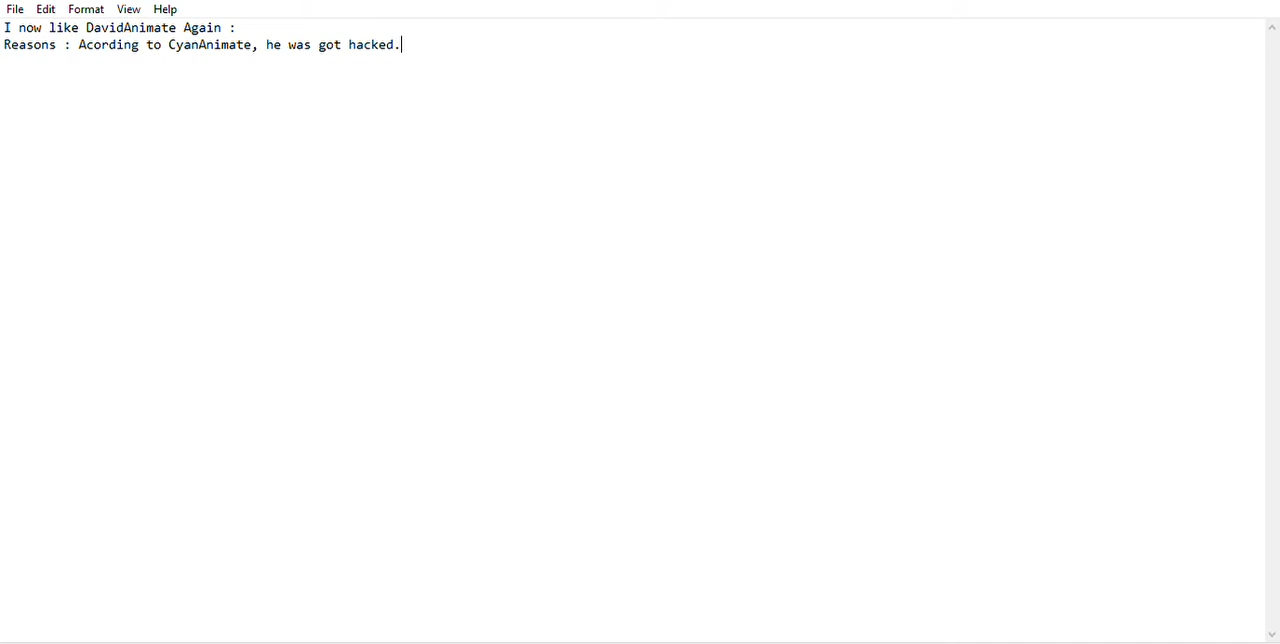 File Edit Format View Help
I now like DavidAnimate Again :
Reasons : Acording to CyanAnimate, he was got hacked.